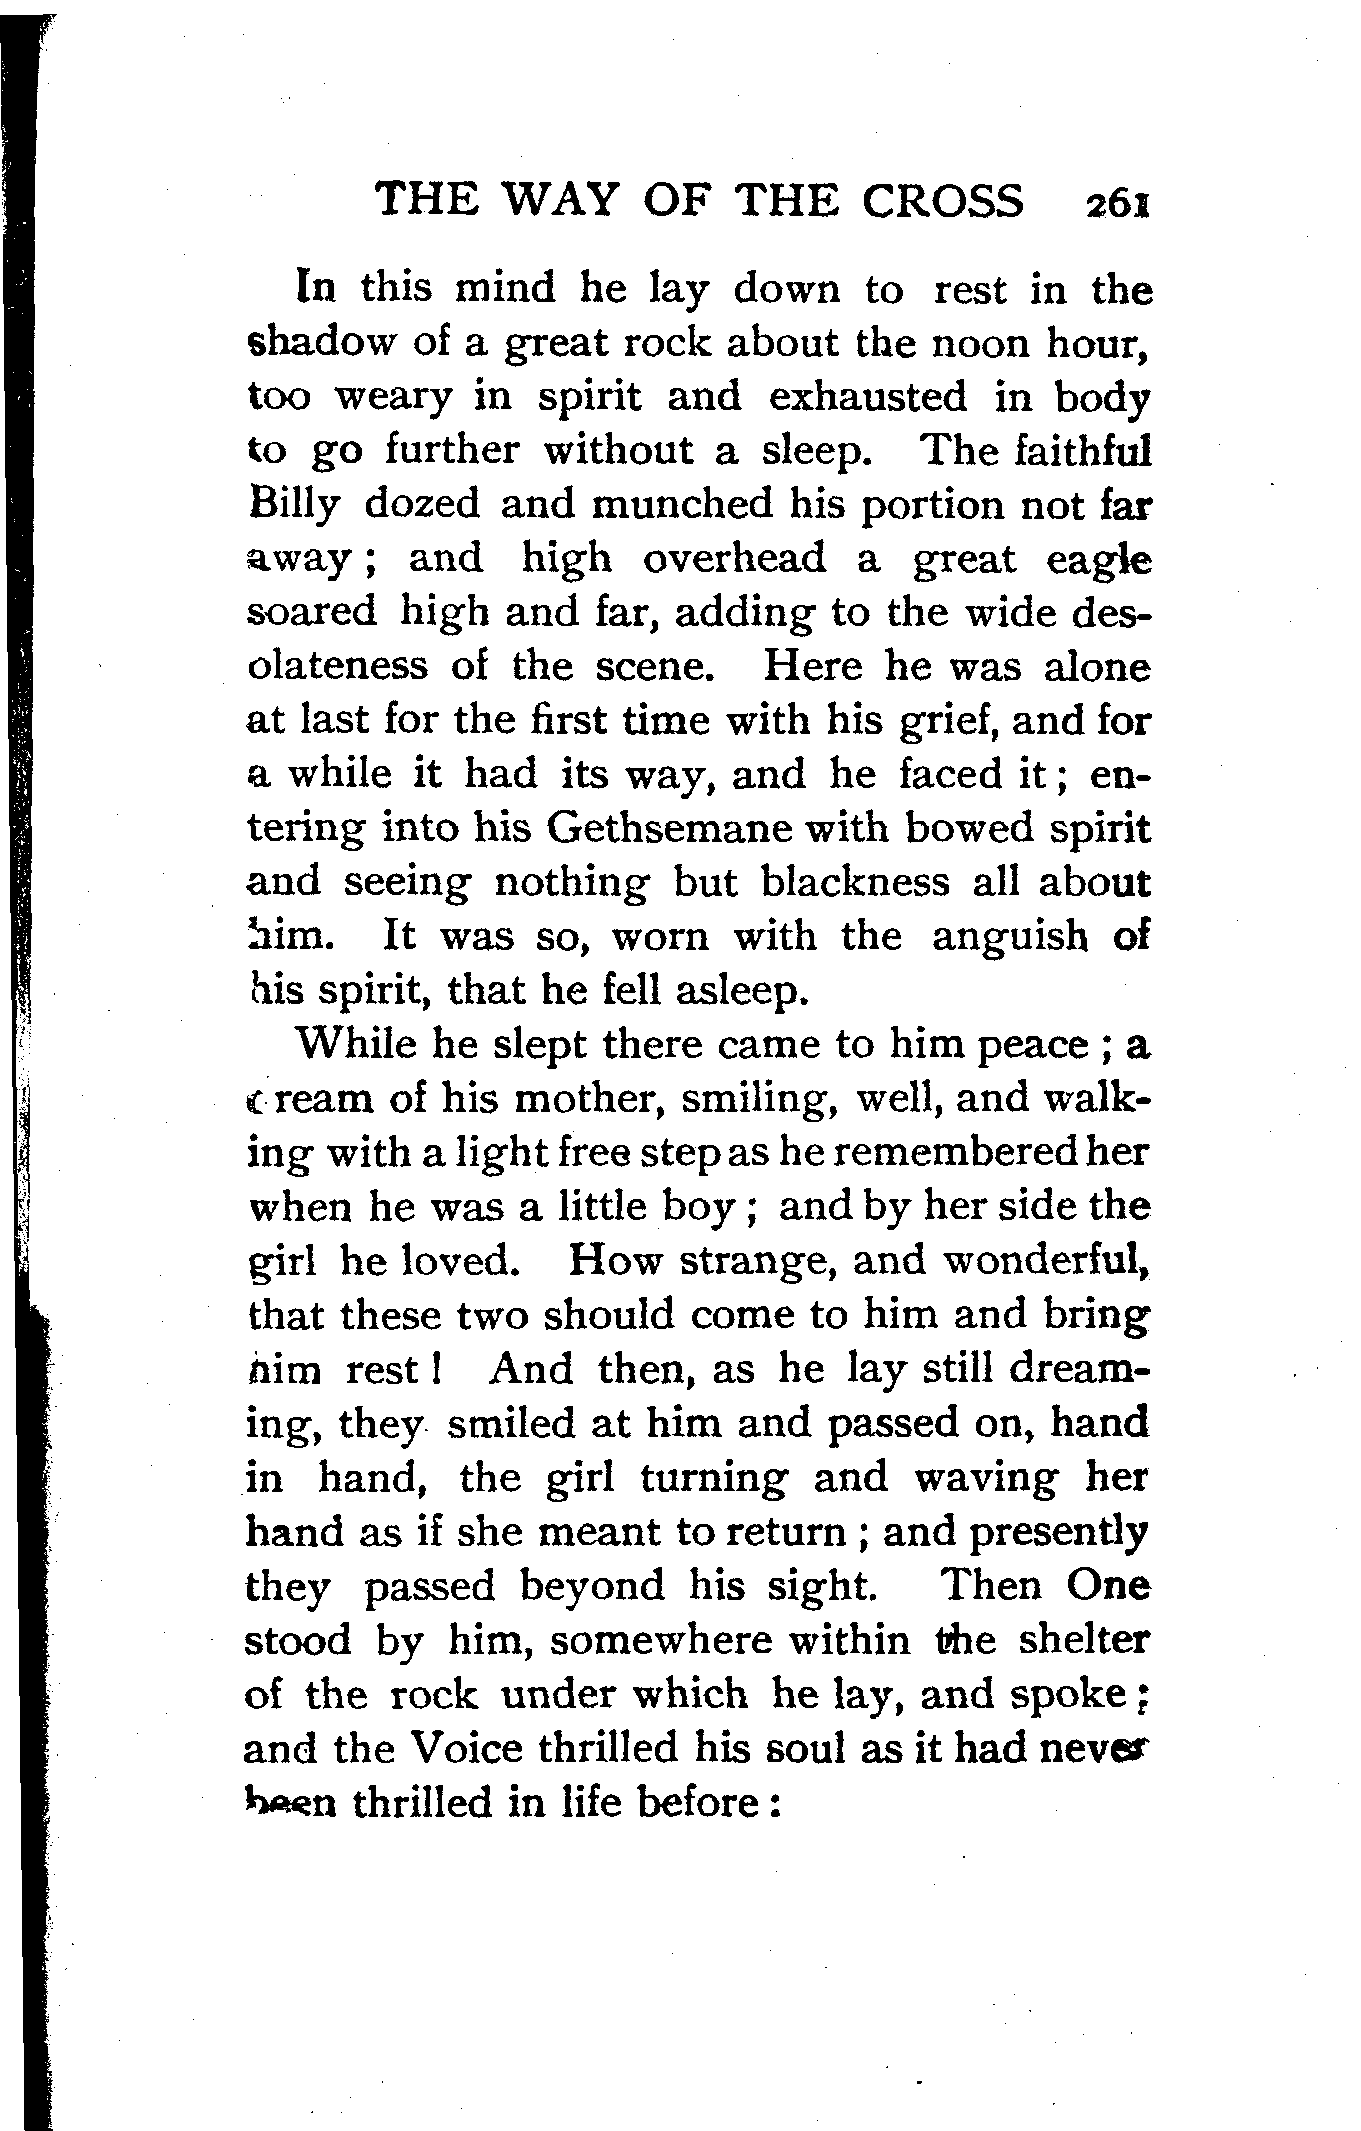 THE WAY OF THE CROSS 261
In this mind he lay down to rest in the
shadow of a great rock about the noon hour,
too weary in spirit and exhausted in body
to go further without a sleep. The faithful
Billy dozed and munched his portion not far
away ; and high overhead a great eagle
soared high and far, adding to the wide des-
olateness of the scene. Here he was alone
at last for the first time with his grief, and for
a while it had its way, and he faced it ; en-
tering into his Gethsemane with bowed spirit
and seeing nothing but blackness all about
him. It was so, worn with the anguish of
his spirit, that he fell asleep.
While he slept there came to him peace ; a
dream of his mother, smiling, well, and walk-
ing with a light free step as he remembered her
when he was a little boy ; and by her side the
girl he loved. How strange, and wonderful,
that these two should come to him and bring
him rest ! And then, as he lay still dream-
ing, they smiled at him and passed on, hand
in hand, the girl turning and waving her
hand as if she meant to return ; and presently
they passed beyond his sight. Then One
stood by him, somewhere within the shelter
of the rock under which he lay, and spoke ;
and the Voice thrilled his soul as it had never
been thrilled in life before :